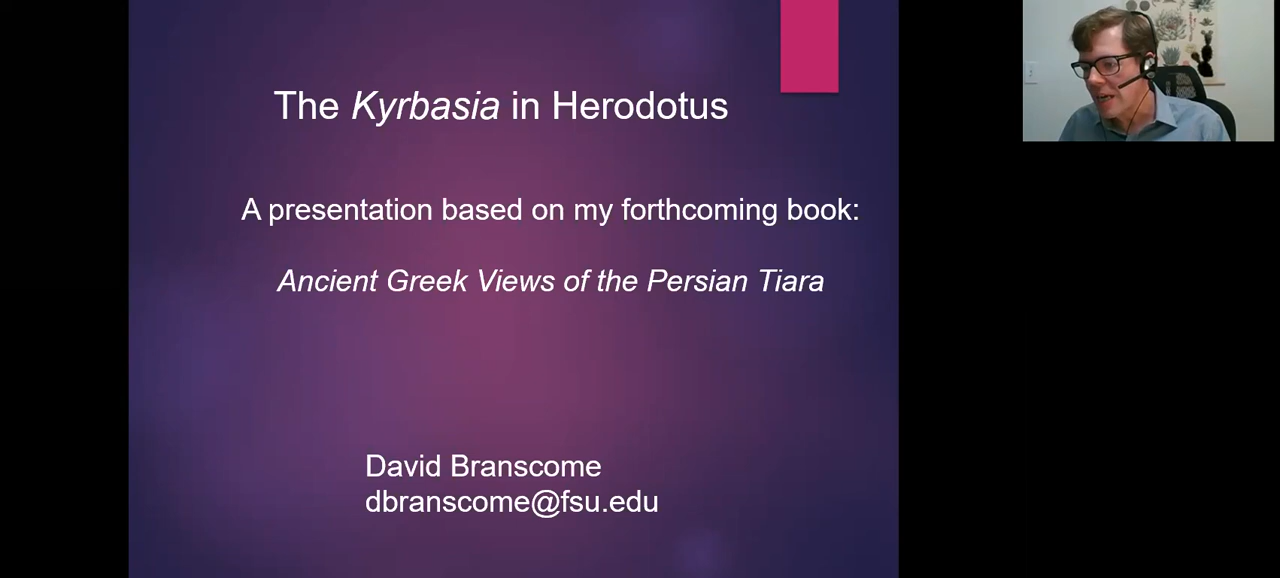 The Kyrbasia in Herodotus
A presentation based on my forthcoming book:
Ancient Greek Views of the Persian Tiara
David Branscome
dbranscome@fsu.edu